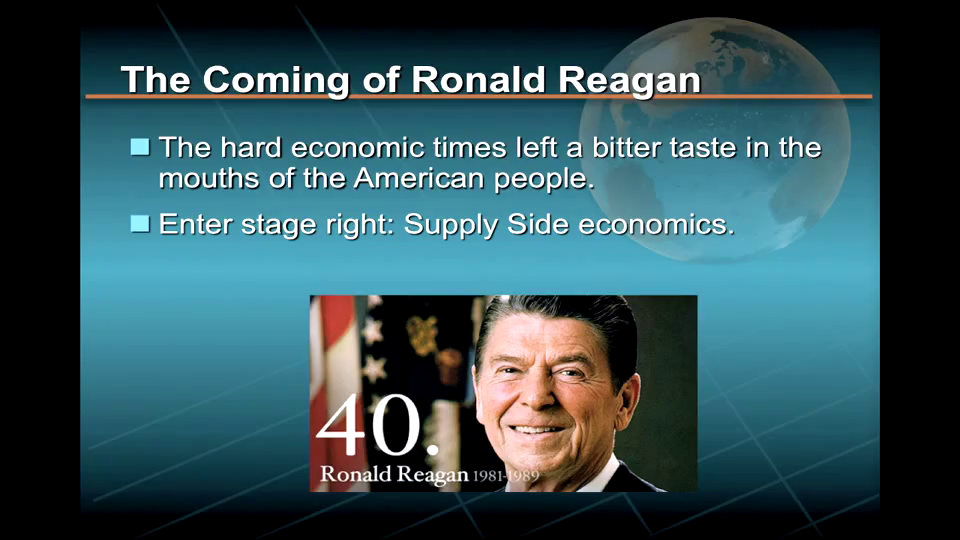 The Coming of Ronald Reagan
The hard economic times left a bitter taste in the
mouths of the American people.
Enter stage right: Supply Side economics.
40.
Ronald Reagan 1981-1989